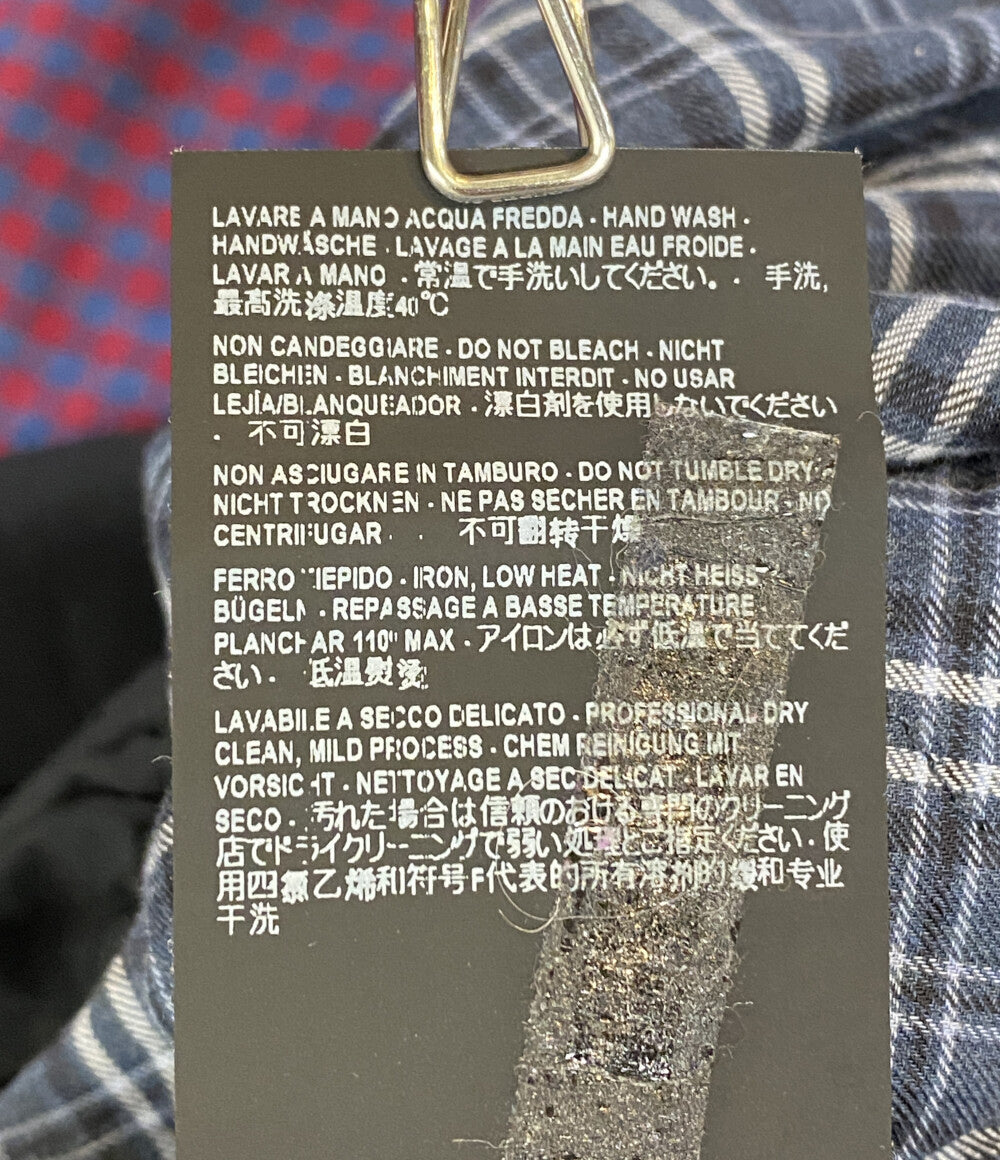 LAVARE A MANO ACQUA FREDDA · HAND WASH ·
HANDWÄSCHE · LAVAGE A LA MAIN EAU FROIDE ·
LAVAR A MANO · 常温で手洗いしてください。· 手洗,
最高洗涤温度40℃
NON CANDEGGIARE · DO NOT BLEACH · NICHT
BLEICHEN · BLANCHIMENT INTERDIT · NO USAR
LEJÍA/BLANQUEADOR · 漂白剤を使用しないでください
· 不可漂白
NON ASCIUGARE IN TAMBURO · DO NOT TUMBLE DRY ·
NICHT TROCKNEN · NE PAS SECHER EN TAMBOUR · NO
CENTRIFUGAR · · 不可翻转干燥
FERRO TIEPIDO · IRON, LOW HEAT · NICHT HEISS
BÜGELN · REPASSAGE A BASSE TEMPERATURE
PLANCHAR 110° MAX · アイロンは必ず低温で当ててくだ
さい · 低温熨烫
LAVABILE A SECCO DELICATO · PROFESSIONAL DRY
CLEAN, MILD PROCESS · CHEM REINIGUNG MIT
VORSICHT · NETTOYAGE A SEC DELICAT · LAVAR EN
SECO · 汚れた場合は信頼のおける専門のクリーニング
店でドライクリーニングで弱い処理とご指定ください · 使
用四氯乙烯和符号F代表的所有溶剂的缓和专业
干洗